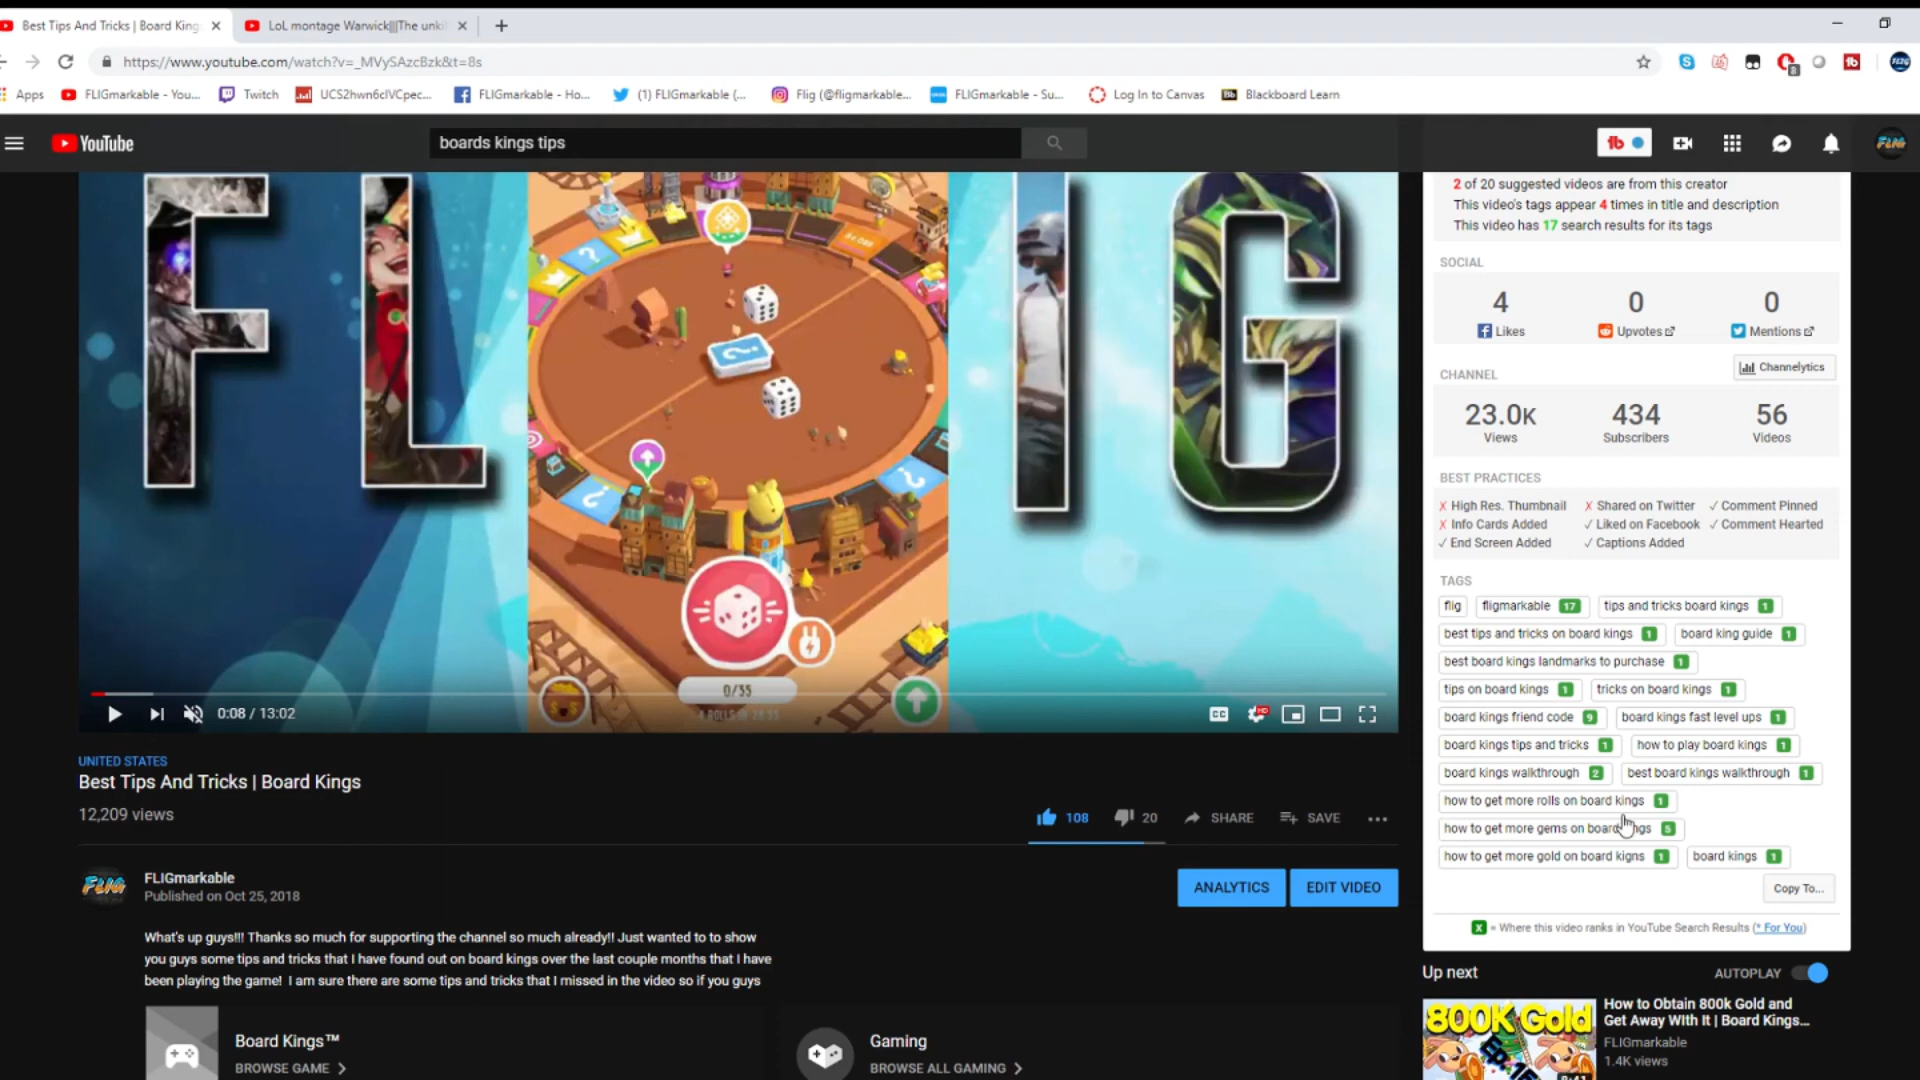 Best Tips And Tricks | Board King
LoL montage Warwick|||The unki
https://www.youtube.com/watch?v=_MVySAzcBzk&t=8s
Apps
FLIGmarkable - You...
Twitch
UCS2hwn6cIVCpec...
FLIGmarkable - Ho...
(1) FLIGmarkable (...
Flig (@fligmarkable...
FLIGmarkable - Su...
Log In to Canvas
Blackboard Learn
YouTube
boards kings tips
FLIG
0/35
0:08 / 13:02
UNITED STATES
Best Tips And Tricks | Board Kings
12,209 views
108
20
SHARE
SAVE
FLIGmarkable
Published on Oct 25, 2018
ANALYTICS
EDIT VIDEO
What's up guys!!! Thanks so much for supporting the channel so much already!! Just wanted to to show
you guys some tips and tricks that I have found out on board kings over the last couple months that I have
been playing the game! I am sure there are some tips and tricks that I missed in the video so if you guys
Board Kings™
BROWSE GAME
Gaming
BROWSE ALL GAMING
2 of 20 suggested videos are from this creator
This video's tags appear 4 times in title and description
This video has 17 search results for its tags
SOCIAL
4 0 0
Likes Upvotes Mentions
CHANNEL
Channelytics
23.0K 434 56
Views Subscribers Videos
BEST PRACTICES
X High Res. Thumbnail X Shared on Twitter ✓ Comment Pinned
X Info Cards Added ✓ Liked on Facebook ✓ Comment Hearted
✓ End Screen Added ✓ Captions Added
TAGS
flig fligmarkable 17 tips and tricks board kings 1
best tips and tricks on board kings 1 board king guide 1
best board kings landmarks to purchase 1
tips on board kings 1 tricks on board kings 1
board kings friend code 9 board kings fast level ups 1
board kings tips and tricks 1 how to play board kings 1
board kings walkthrough 2 best board kings walkthrough 1
how to get more rolls on board kings 1
how to get more gems on board ngs 5
how to get more gold on board kigns 1 board kings 1
Copy To...
X = Where this video ranks in YouTube Search Results (* For You)
Up next
AUTOPLAY
800K Gold
Ep.15
How to Obtain 800k Gold and
Get Away With It | Board Kings...
FLIGmarkable
1.4K views